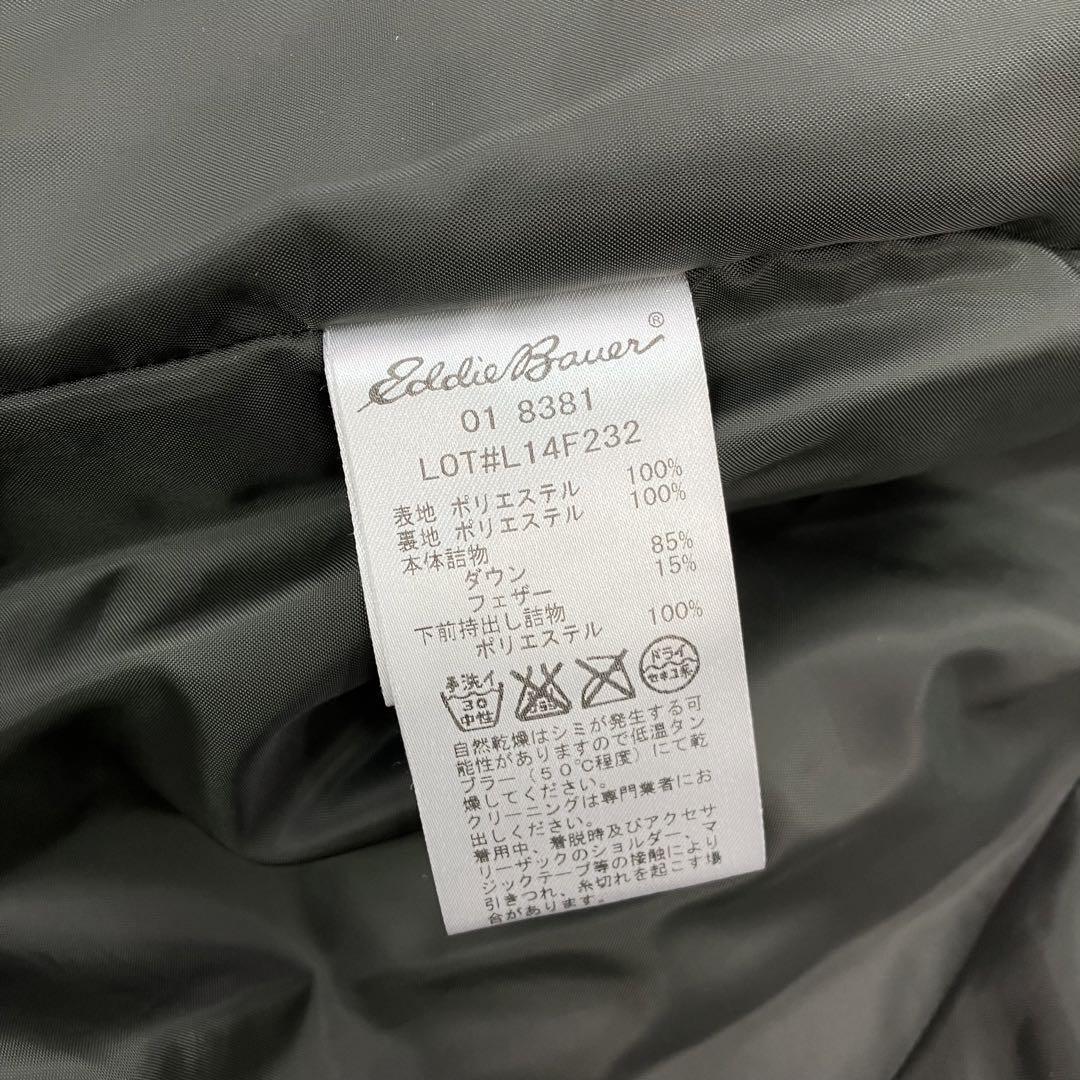 Eddie Bauer®
01 8381
LOT#L14F232
表地 ポリエステル 100%
裏地 ポリエステル 100%
本体詰物
ダウン 85%
フェザー 15%
下前持出し詰物
ポリエステル 100%
手洗イ 30 中性 エンソサラシ ドライ セキユ系
自然乾燥はシミが発生する可
能性がありますので低温タン
ブラー(50℃程度)にて乾
燥してください。
クリーニングは専門業者にお
出しください。
着用中、着脱時及びアクセサ
リーザックのショルダー、マ
ジックテープ等の接触により
引きつれ、糸切れを起こす場
合があります。